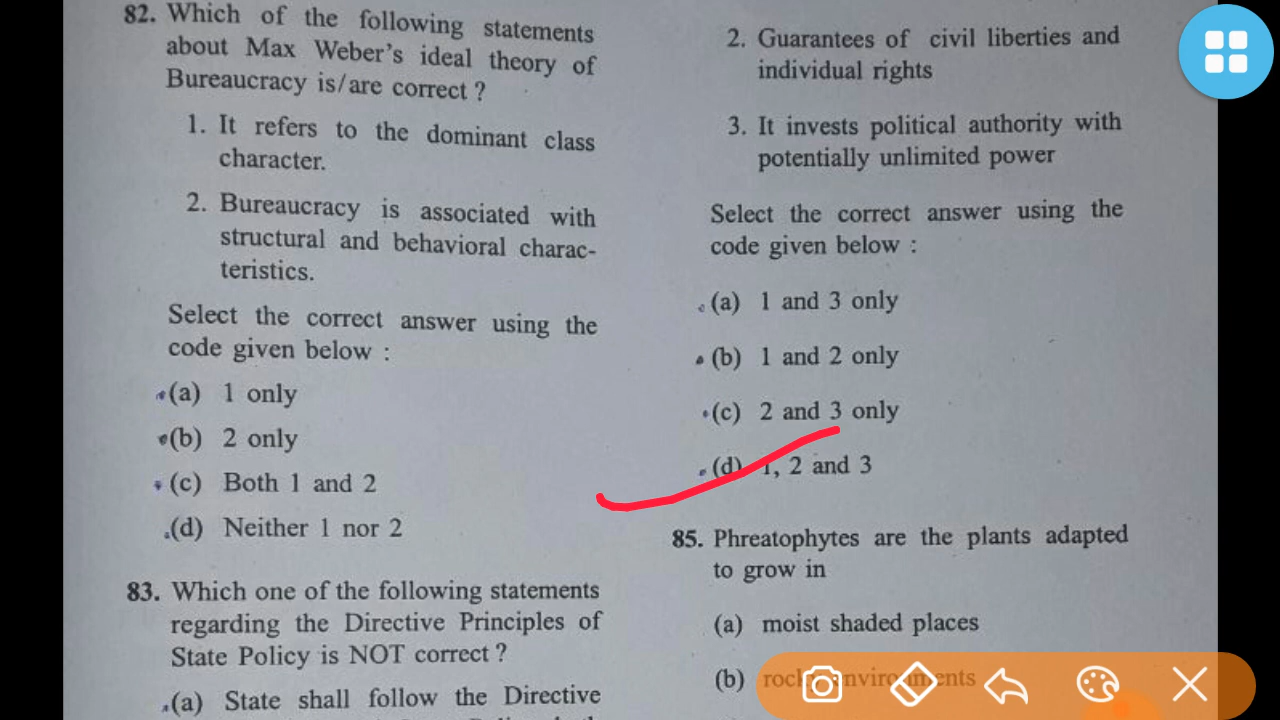 82. Which of the following statements
about Max Weber's ideal theory of
Bureaucracy is/are correct ?
1. It refers to the dominant class
character.
2. Bureaucracy is associated with
structural and behavioral charac-
teristics.
Select the correct answer using the
code given below :
(a) 1 only
(b) 2 only
(c) Both 1 and 2
(d) Neither 1 nor 2
83. Which one of the following statements
regarding the Directive Principles of
State Policy is NOT correct ?
(a) State shall follow the Directive
2. Guarantees of civil liberties and
individual rights
3. It invests political authority with
potentially unlimited power
Select the correct answer using the
code given below :
(a) 1 and 3 only
(b) 1 and 2 only
(c) 2 and 3 only
(d) 1, 2 and 3
85. Phreatophytes are the plants adapted
to grow in
(a) moist shaded places
(b) rocky environments